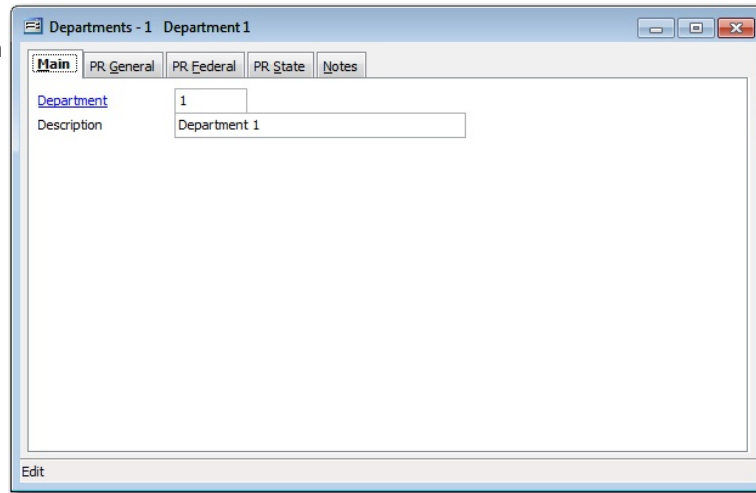 Departments - 1 Department 1
Main PR General PR Federal PR State Notes
Department 1
Description Department 1
Edit